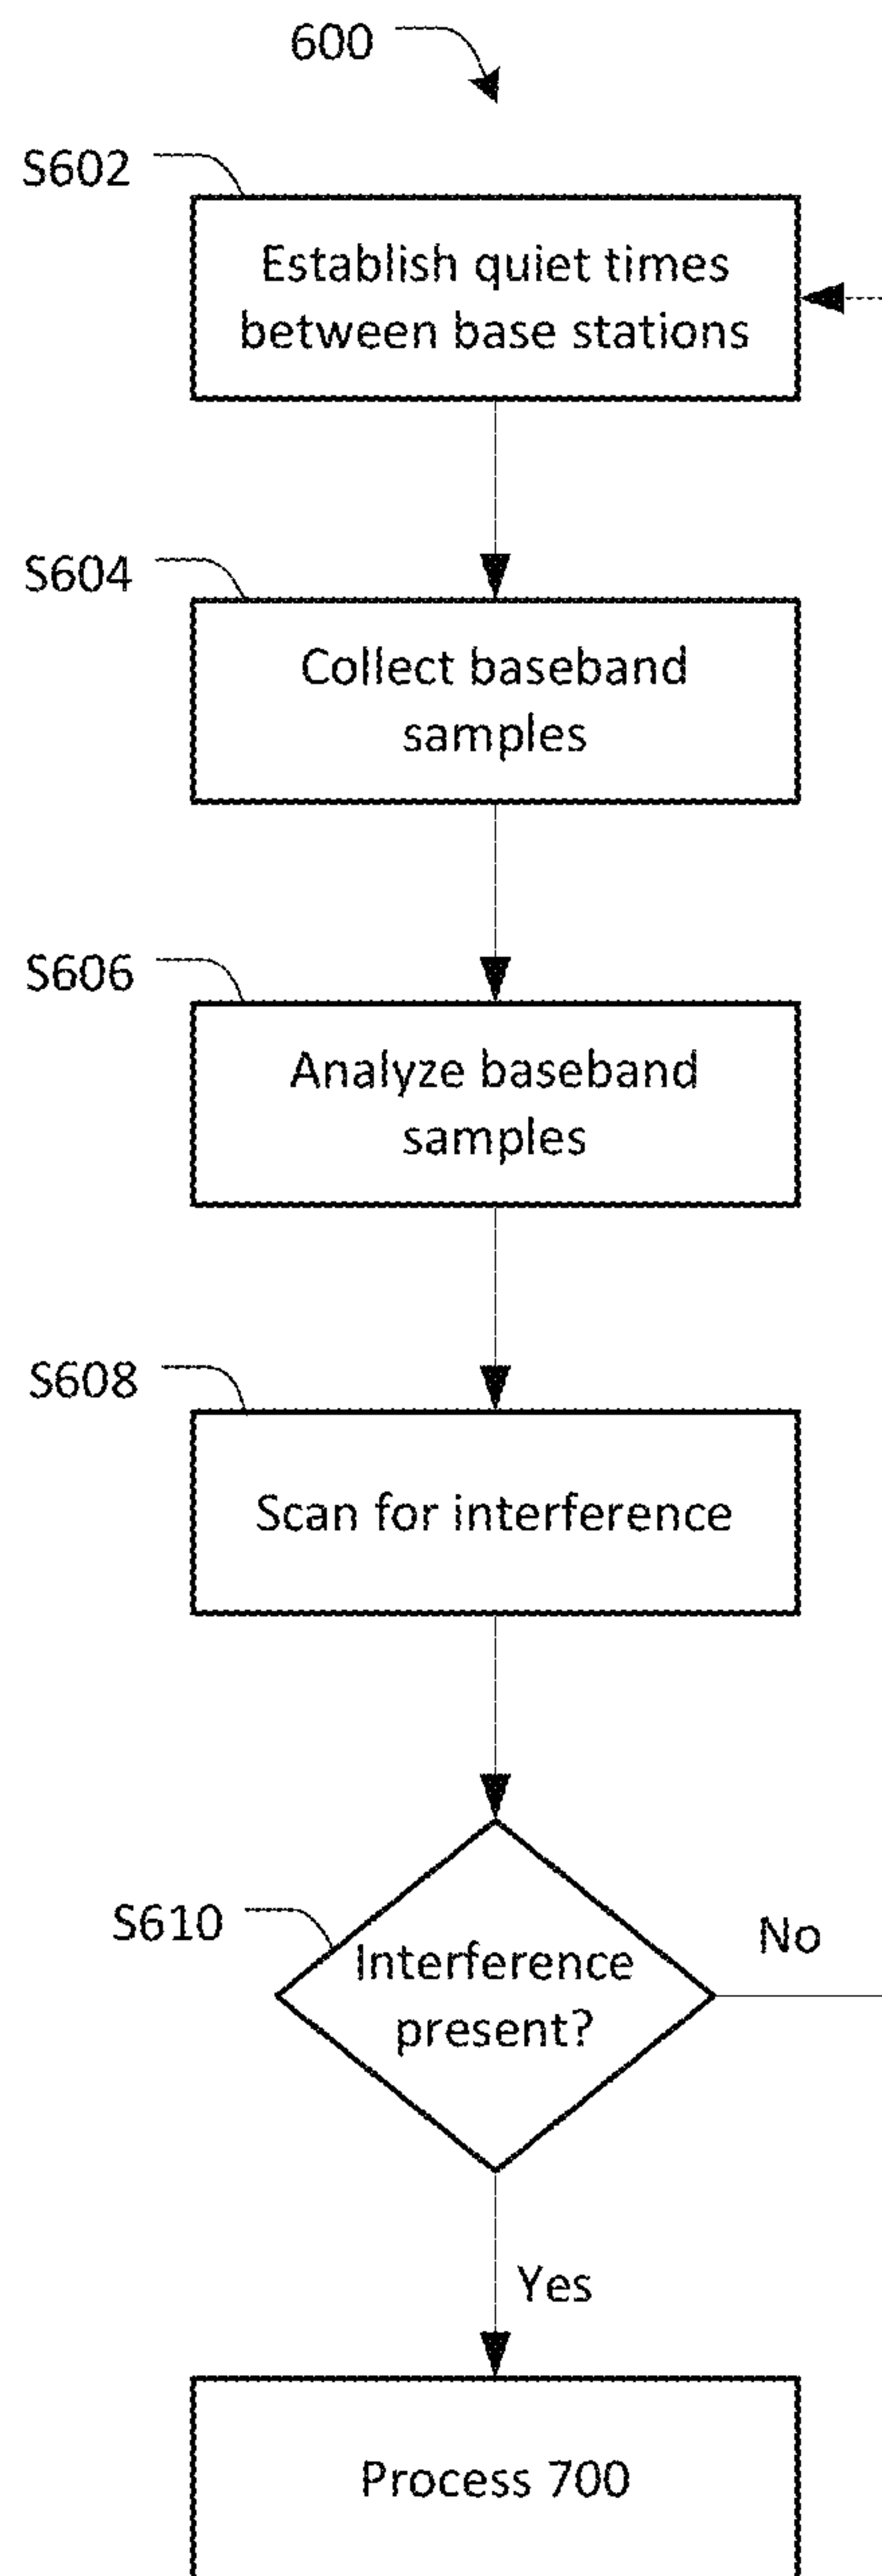 600
S602
Establish quiet times
between base stations
S604
Collect baseband
samples
S606
Analyze baseband
samples
S608
Scan for interference
S610
Interference
present?
No
Yes
Process 700